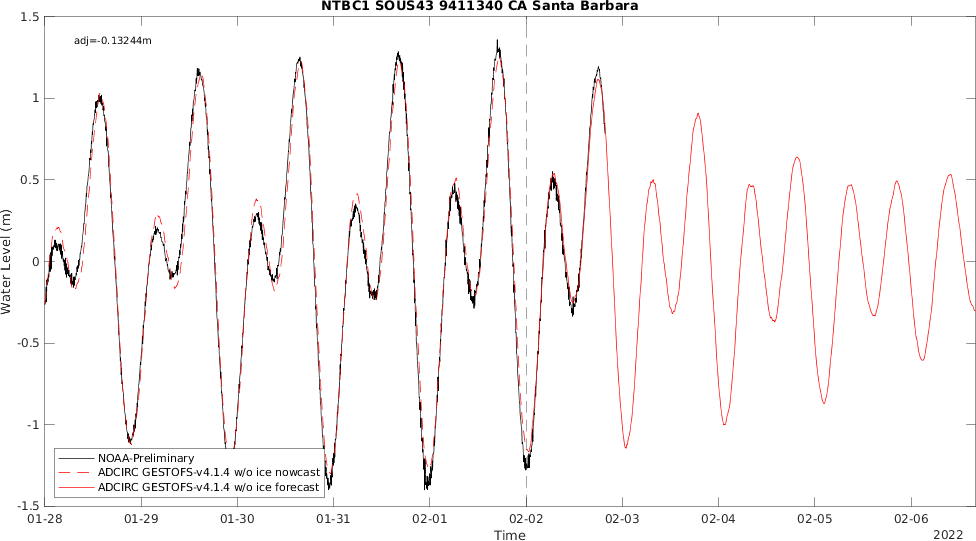 NTBC1 SOUS43 9411340 CA Santa Barbara
adj=-0.13244m
1.5
1
0.5
0
-0.5
-1
-1.5
Water Level (m)
NOAA-Preliminary
ADCIRC GESTOFS-v4.1.4 w/o ice nowcast
ADCIRC GESTOFS-v4.1.4 w/o ice forecast
01-28 01-29 01-30 01-31 02-01 02-02 02-03 02-04 02-05 02-06
Time
2022